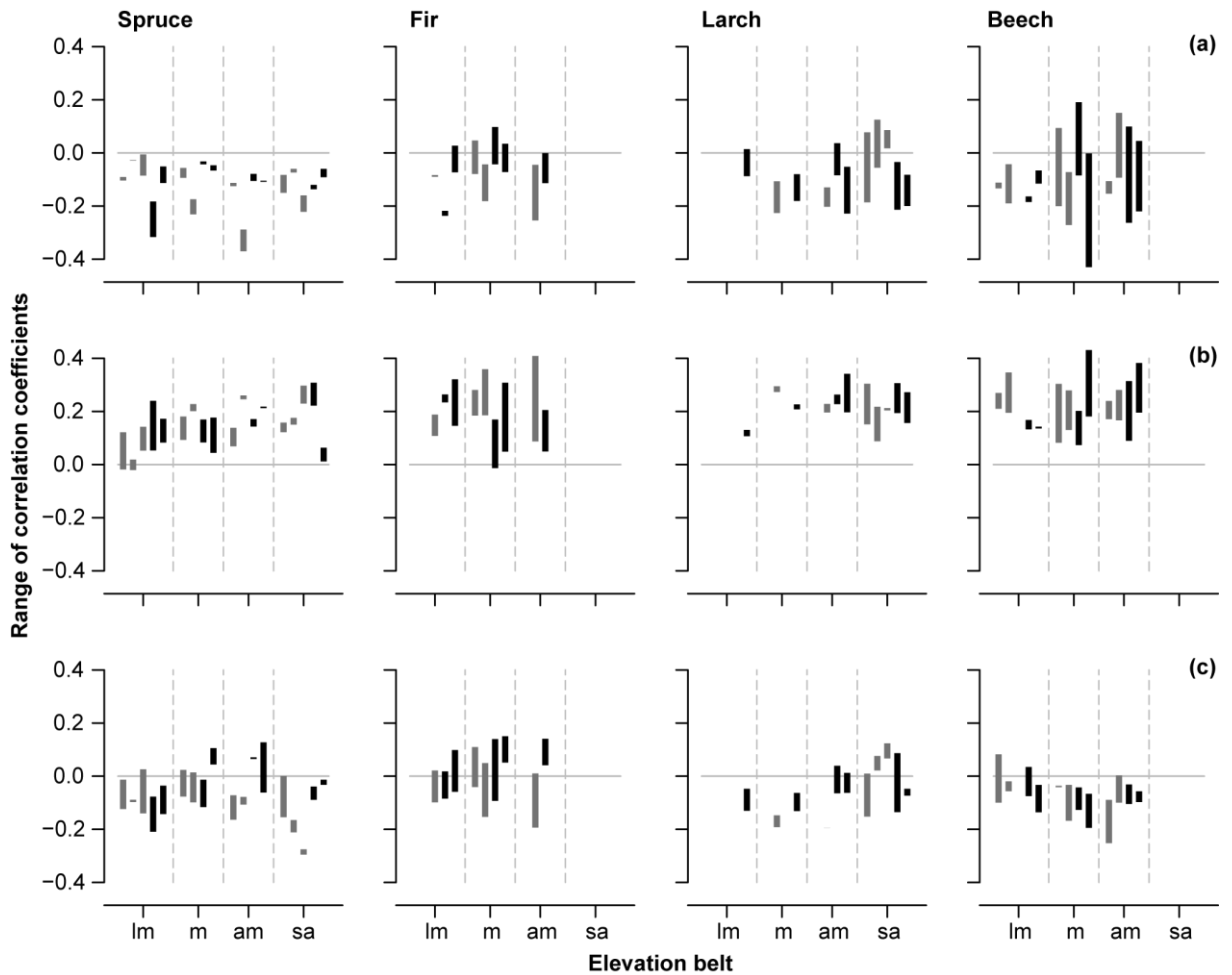 Spruce Fir Larch Beech
(a)
0.4
0.2
0.0
−0.2
−0.4
(b)
0.4
0.2
0.0
−0.2
−0.4
(c)
0.4
0.2
0.0
−0.2
−0.4
Range of correlation coefficients
lm m am sa lm m am sa lm m am sa lm m am sa
Elevation belt